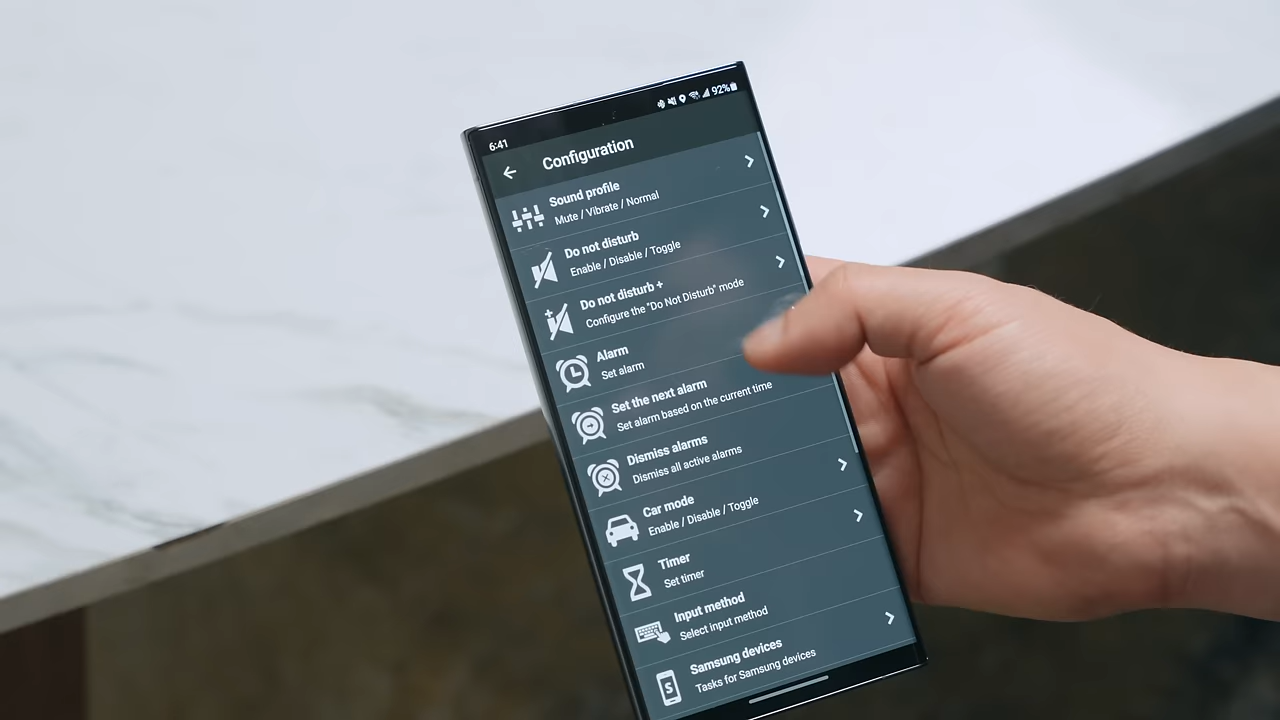 6:41
92%
Configuration
Sound profile
Mute / Vibrate / Normal
Do not disturb
Enable / Disable / Toggle
Do not disturb +
Configure the "Do Not Disturb" mode
Alarm
Set alarm
Set the next alarm
Set alarm based on the current time
Dismiss alarms
Dismiss all active alarms
Car mode
Enable / Disable / Toggle
Timer
Set timer
Input method
Select input method
Samsung devices
S
Tasks for Samsung devices